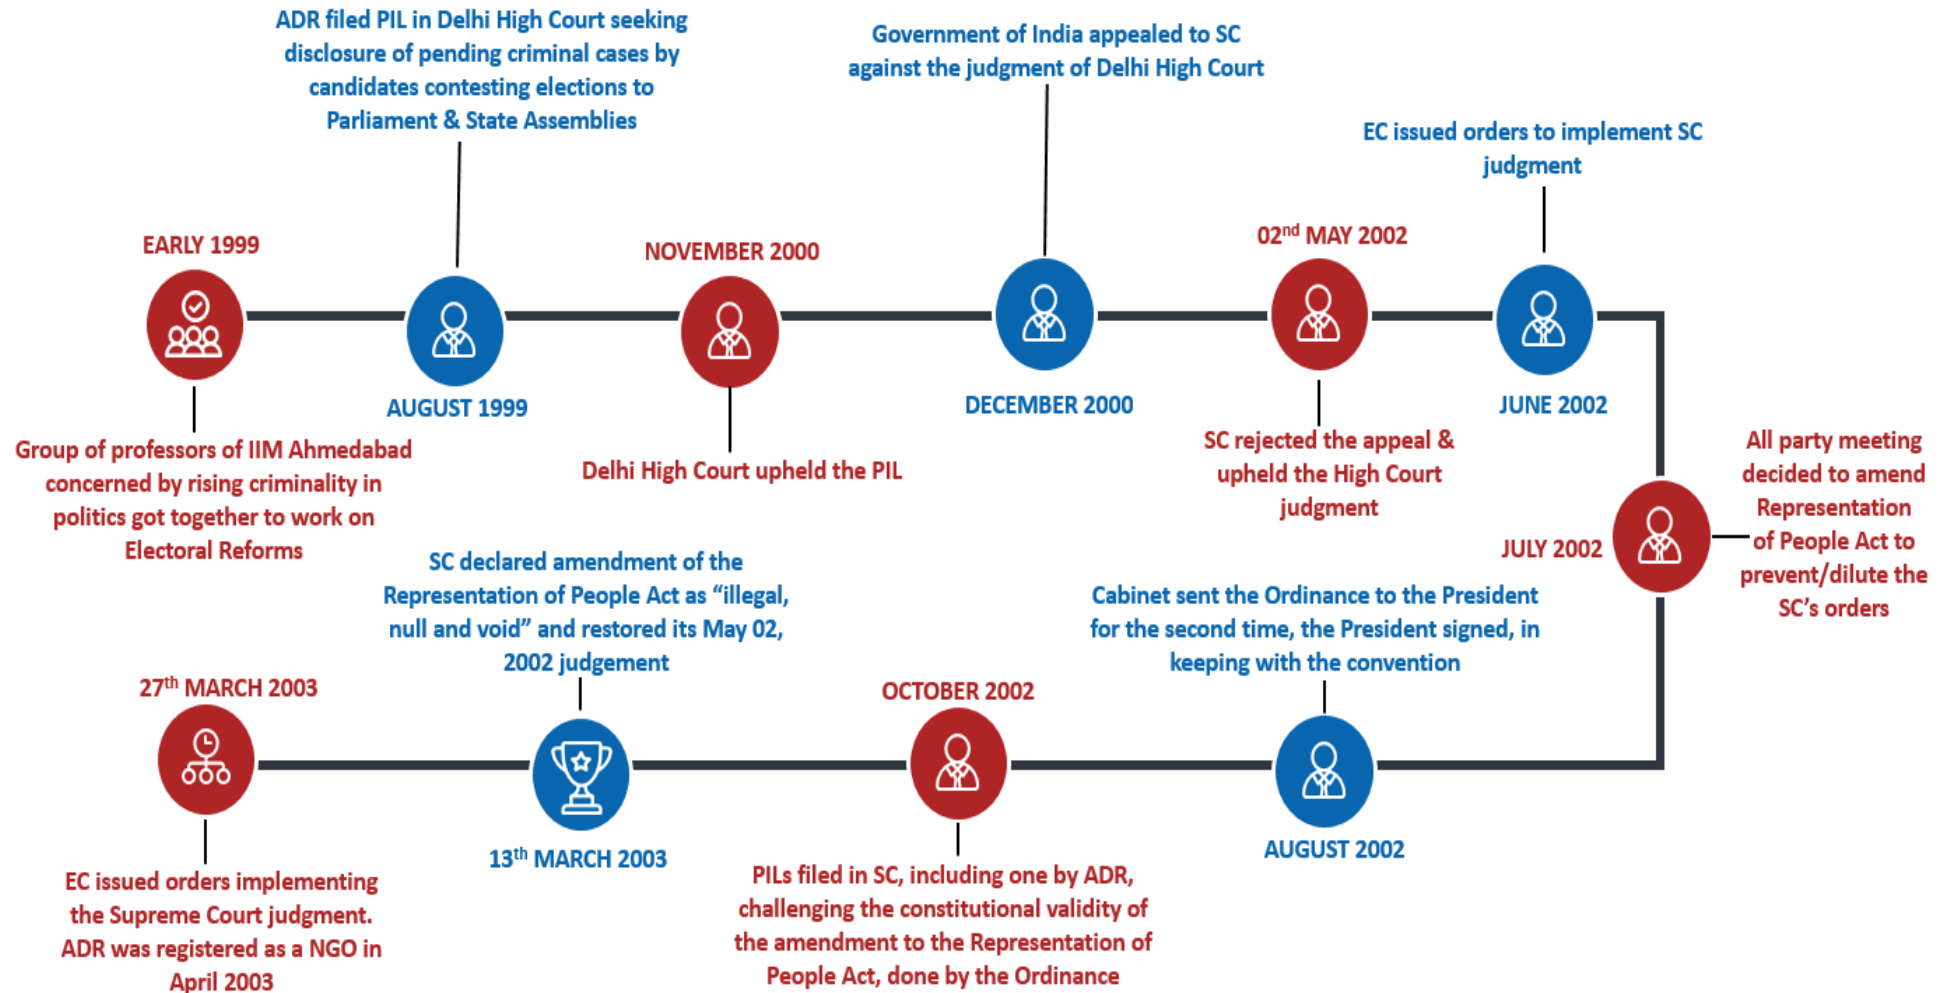 EARLY 1999
Group of professors of IIM Ahmedabad
concerned by rising criminality in
politics got together to work on
Electoral Reforms
ADR filed PIL in Delhi High Court seeking
disclosure of pending criminal cases by
candidates contesting elections to
Parliament & State Assemblies
AUGUST 1999
NOVEMBER 2000
Delhi High Court upheld the PIL
Government of India appealed to SC
against the judgment of Delhi High Court
DECEMBER 2000
02nd MAY 2002
SC rejected the appeal &
upheld the High Court
judgment
EC issued orders to implement SC
judgment
JUNE 2002
JULY 2002
All party meeting
decided to amend
Representation
of People Act to
prevent/dilute the
SC's orders
Cabinet sent the Ordinance to the President
for the second time, the President signed, in
keeping with the convention
AUGUST 2002
OCTOBER 2002
PILs filed in SC, including one by ADR,
challenging the constitutional validity of
the amendment to the Representation of
People Act, done by the Ordinance
SC declared amendment of the
Representation of People Act as “illegal,
null and void” and restored its May 02,
2002 judgement
13th MARCH 2003
27th MARCH 2003
EC issued orders implementing
the Supreme Court judgment.
ADR was registered as a NGO in
April 2003